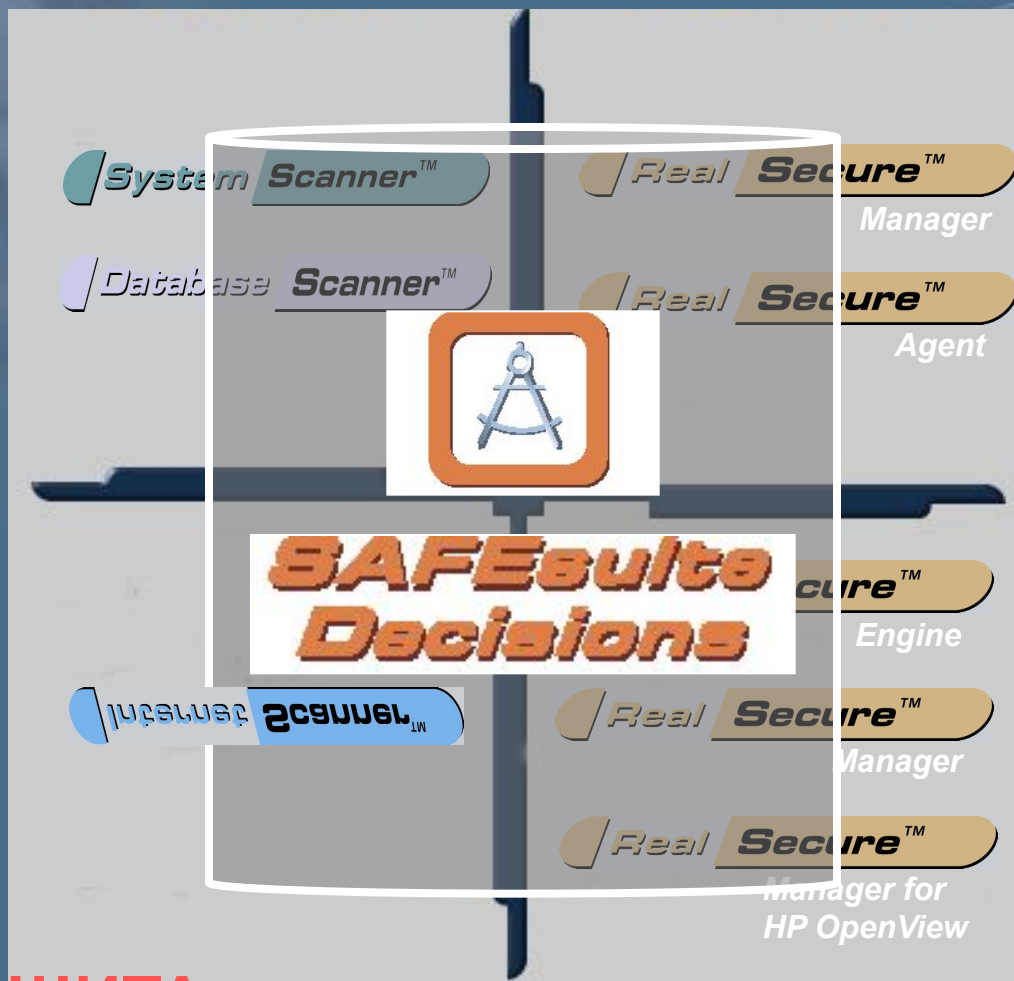 System Scanner™
Real Secure™
Manager
Database Scanner™
Real Secure™
Agent
SAFEsuite
Decisions
cure™
Engine
Internet Scanner™
Real Secure™
Manager
Real Secure™
Manager for
HP OpenView